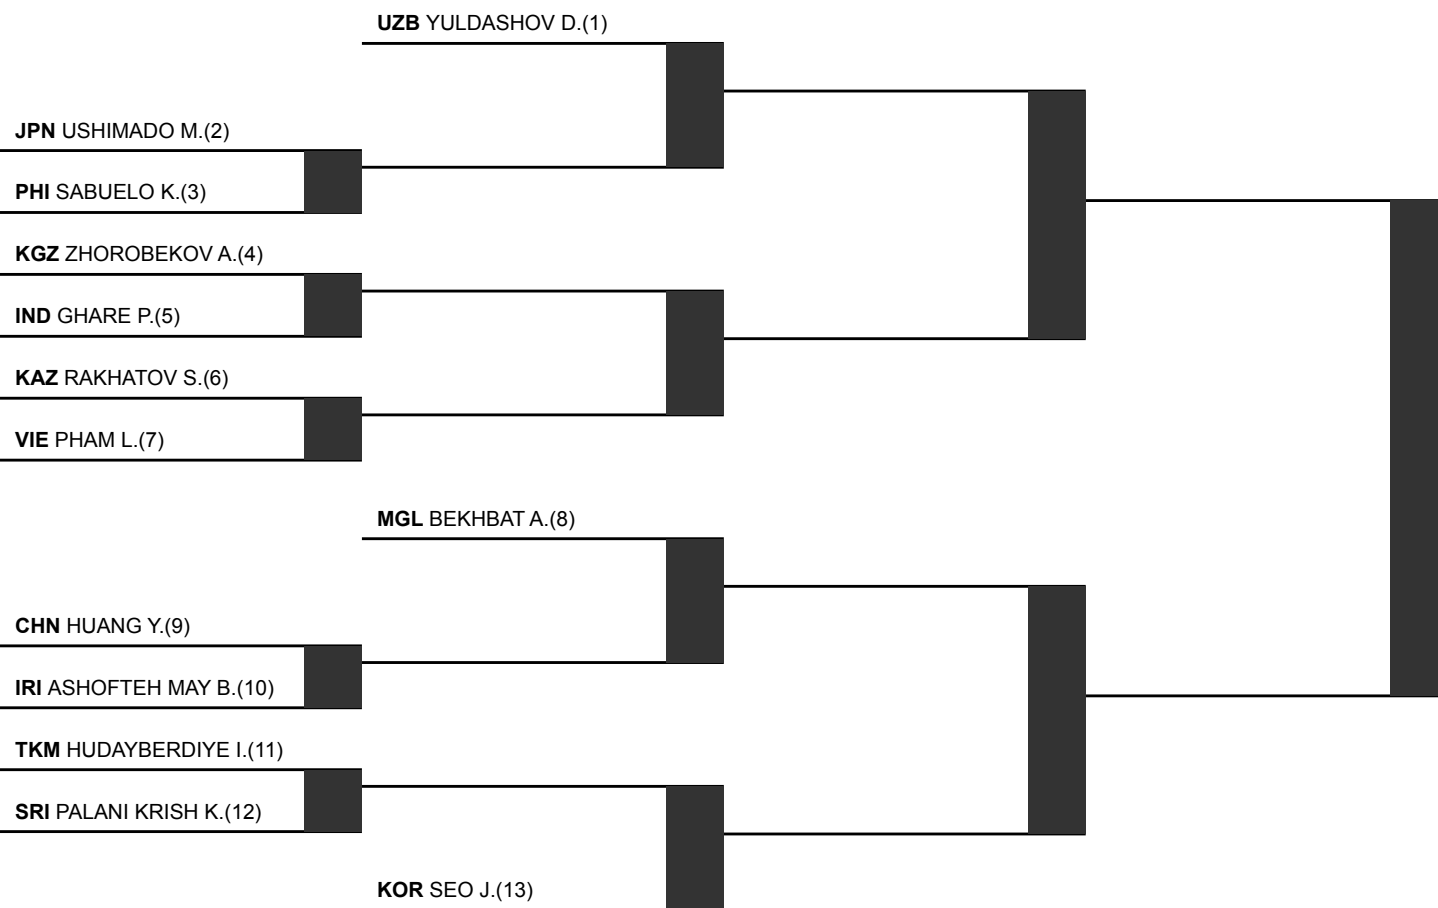 UZB YULDASHOV D.(1)
JPN USHIMADO M.(2)
PHI SABUELO K.(3)
KGZ ZHOROBEKOV A.(4)
IND GHARE P.(5)
KAZ RAKHATOV S.(6)
VIE PHAM L.(7)
MGL BEKHBAT A.(8)
CHN HUANG Y.(9)
IRI ASHOFTEH MAY B.(10)
TKM HUDAYBERDIYE I.(11)
SRI PALANI KRISH K.(12)
KOR SEO J.(13)